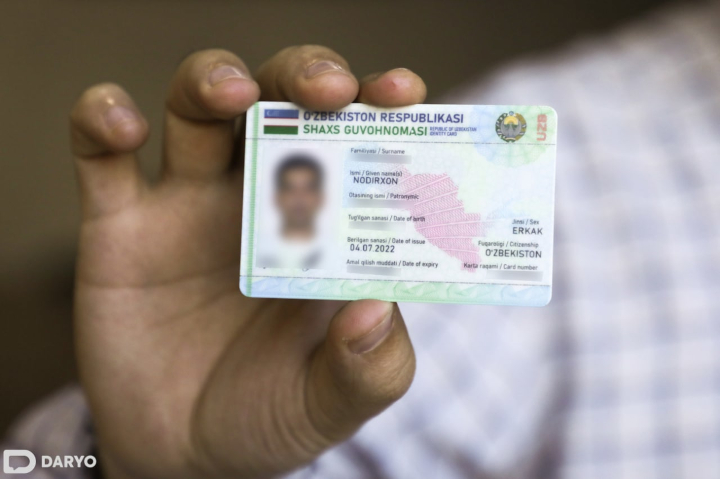 O'ZBEKISTON RESPUBLIKASI
SHAXS GUVOHNOMASI REPUBLIC OF UZBEKISTAN IDENTITY CARD
UZB
Familiyasi / Surname
Ismi / Given name(s)
NODIRXON
Otasining ismi / Patronymic
Tug'ilgan sanasi / Date of birth
Jinsi / Sex
ERKAK
Berilgan sanasi / Date of issue
04.07.2022
Fuqaroligi / Citizenship
O'ZBEKISTON
Amal qilish muddati / Date of expiry
Karta raqami / Card number
DARYO